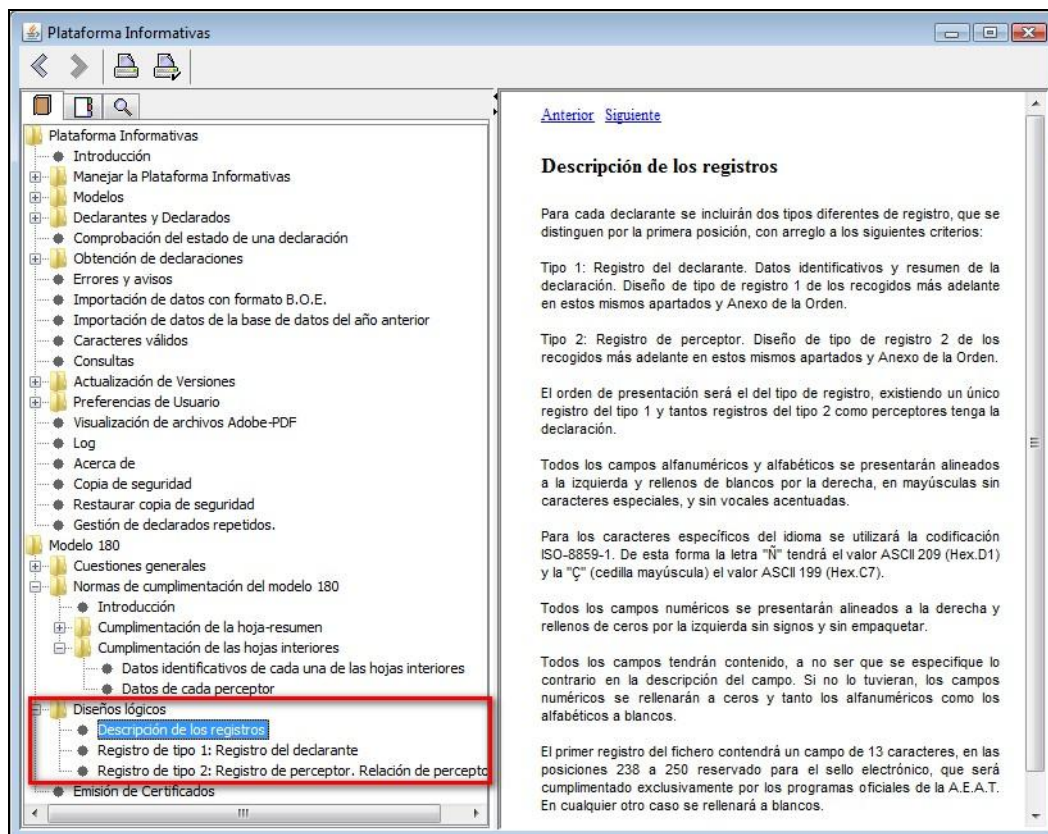 Plataforma Informativas
Plataforma Informativas
Introducción
Manejar la Plataforma Informativas
Modelos
Declarantes y Declarados
Comprobación del estado de una declaración
Obtención de declaraciones
Errores y avisos
Importación de datos con formato B.O.E.
Importación de datos de la base de datos del año anterior
Caracteres válidos
Consultas
Actualización de Versiones
Preferencias de Usuario
Visualización de archivos Adobe-PDF
Log
Acerca de
Copia de seguridad
Restaurar copia de seguridad
Gestión de declarados repetidos.
Modelo 180
Cuestiones generales
Normas de cumplimentación del modelo 180
Introducción
Cumplimentación de la hoja-resumen
Cumplimentación de las hojas interiores
Datos identificativos de cada una de las hojas interiores
Datos de cada perceptor
Diseños lógicos
Descripción de los registros
Registro de tipo 1: Registro del declarante
Registro de tipo 2: Registro de perceptor. Relación de percepto
Emisión de Certificados
Anterior Siguiente
Descripción de los registros
Para cada declarante se incluirán dos tipos diferentes de registro, que se
distinguen por la primera posición, con arreglo a los siguientes criterios:
Tipo 1: Registro del declarante. Datos identificativos y resumen de la
declaración. Diseño de tipo de registro 1 de los recogidos más adelante
en estos mismos apartados y Anexo de la Orden.
Tipo 2: Registro de perceptor. Diseño de tipo de registro 2 de los
recogidos más adelante en estos mismos apartados y Anexo de la Orden.
El orden de presentación será el del tipo de registro, existiendo un único
registro del tipo 1 y tantos registros del tipo 2 como perceptores tenga la
declaración.
Todos los campos alfanuméricos y alfabéticos se presentarán alineados
a la izquierda y rellenos de blancos por la derecha, en mayúsculas sin
caracteres especiales, y sin vocales acentuadas.
Para los caracteres específicos del idioma se utilizará la codificación
ISO-8859-1. De esta forma la letra "Ñ" tendrá el valor ASCII 209 (Hex.D1)
y la "Ç" (cedilla mayúscula) el valor ASCII 199 (Hex.C7).
Todos los campos numéricos se presentarán alineados a la derecha y
rellenos de ceros por la izquierda sin signos y sin empaquetar.
Todos los campos tendrán contenido, a no ser que se especifique lo
contrario en la descripción del campo. Si no lo tuvieran, los campos
numéricos se rellenarán a ceros y tanto los alfanuméricos como los
alfabéticos a blancos.
El primer registro del fichero contendrá un campo de 13 caracteres, en las
posiciones 238 a 250 reservado para el sello electrónico, que será
cumplimentado exclusivamente por los programas oficiales de la A.E.A.T.
En cualquier otro caso se rellenará a blancos.